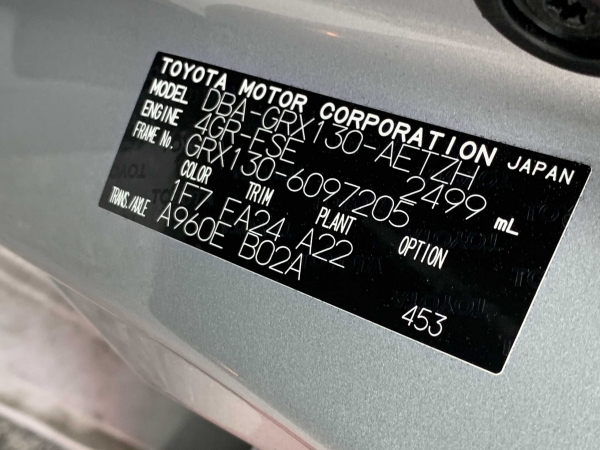 TOYOTA MOTOR CORPORATION JAPAN
MODEL DBA-GRX130-AETZH
ENGINE 4GR-FSE 2499 mL
FRAME No. GRX130-6097205
COLOR TRIM PLANT OPTION
1F7 FA24 A22
TRANS./AXLE A960E B02A
453